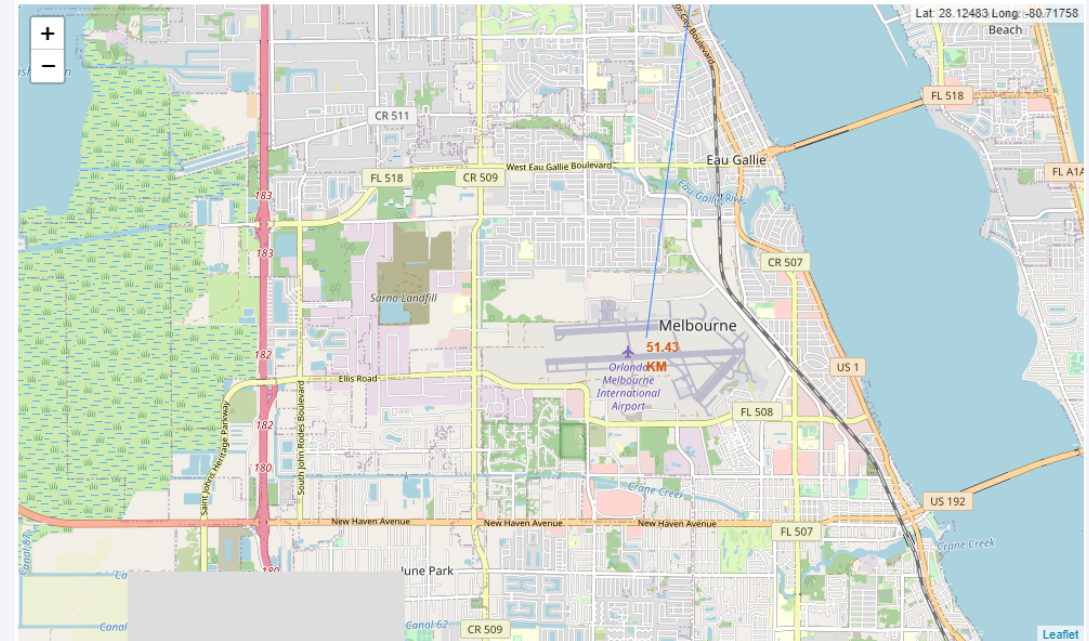 +
−
Lat: 28.12483 Long: -80.71758
Beach
FL 518
CR 511
Eau Gallie
West Eau Gallie Boulevard
FL 518
CR 509
FL A1A
Eau Gallie River
183
183
CR 507
Sarno Landfill
Melbourne
51.43
KM
Orlando
Melbourne
International
Airport
182
US 1
Ellis Road
FL 508
182
Saint Johns Heritage Parkway
South John Rodes Boulevard
180
Crane Creek
US 192
New Haven Avenue
New Haven Avenue
New Haven Avenue
FL 507
Crane Creek
Canal 87
180
June Park
Canal
Canal 62
CR 509
Leaflet